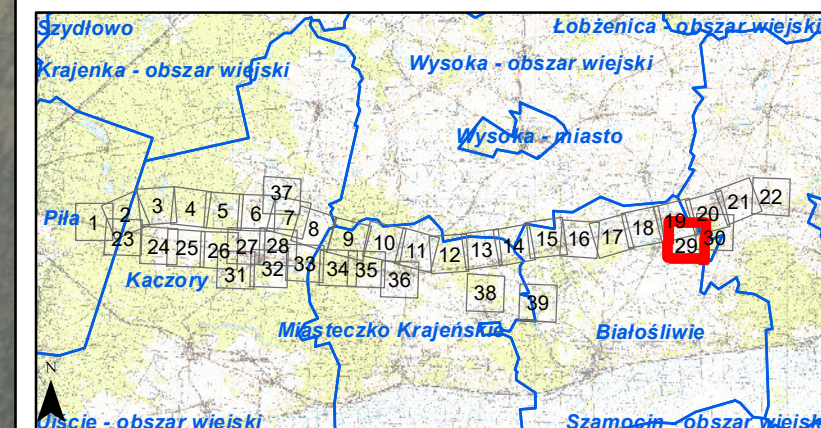 Szydłowo
Łobżenica - obszar wiejski
Krajenka - obszar wiejski
Wysoka - obszar wiejski
Wysoka - miasto
37
1 2 3 4 5 6 7 8 9 10 11 12 13 14 15 16 17 18 19 20 21 22
Piła
23 24 25 26 27 28 29 30
31 32 33 34 35 36
Kaczory
38 39
Miasteczko Krajeńskie
Białośliwie
N
Ujście - obszar wiejski
Szamocin - obszar wiejski